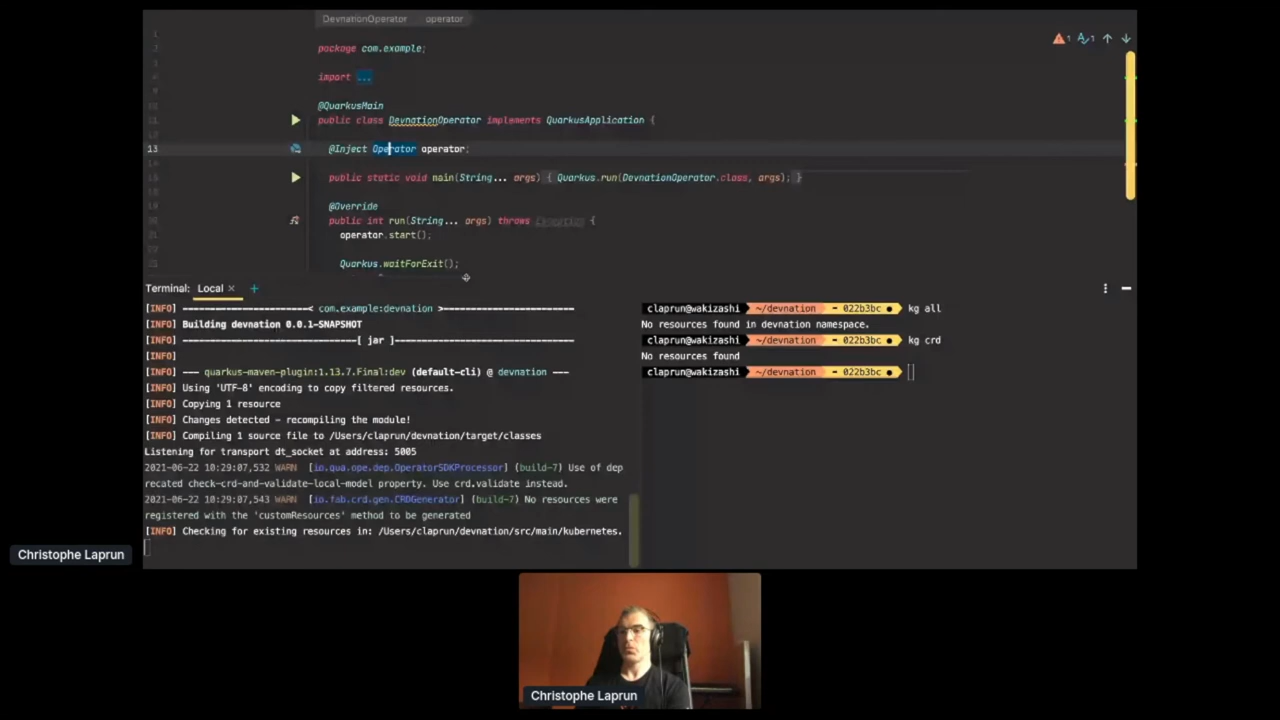 DevnationOperator operator
package com.example;
import ...
@QuarkusMain
public class DevnationOperator implements QuarkusApplication {
13
@Inject Operator operator;
public static void main(String... args) { Quarkus.run(DevnationOperator.class, args); }
@Override
public int run(String... args) throws {
operator.start();
Quarkus.waitForExit();
Terminal: Local × +
[INFO] ----------------------< com.example:devnation >----------------------
[INFO] Building devnation 0.0.1-SNAPSHOT
[INFO] --------------------------------[ jar ]---------------------------------
[INFO]
[INFO] --- quarkus-maven-plugin:1.13.7.Final:dev (default-cli) @ devnation ---
[INFO] Using 'UTF-8' encoding to copy filtered resources.
[INFO] Copying 1 resource
[INFO] Changes detected - recompiling the module!
[INFO] Compiling 1 source file to /Users/claprun/devnation/target/classes
Listening for transport dt_socket at address: 5005
2021-06-22 10:29:07,532 WARN [io.qua.ope.dep.OperatorSDKProcessor] (build-7) Use of dep
recated check-crd-and-validate-local-model property. Use crd.validate instead.
2021-06-22 10:29:07,543 WARN [io.fab.crd.gen.CRDGenerator] (build-7) No resources were
registered with the 'customResources' method to be generated
[INFO] Checking for existing resources in: /Users/claprun/devnation/src/main/kubernetes.
claprun@wakizashi ~/devnation 022b3bc ● kg all
No resources found in devnation namespace.
claprun@wakizashi ~/devnation 022b3bc ● kg crd
No resources found
claprun@wakizashi ~/devnation 022b3bc ●
Christophe Laprun
Christophe Laprun